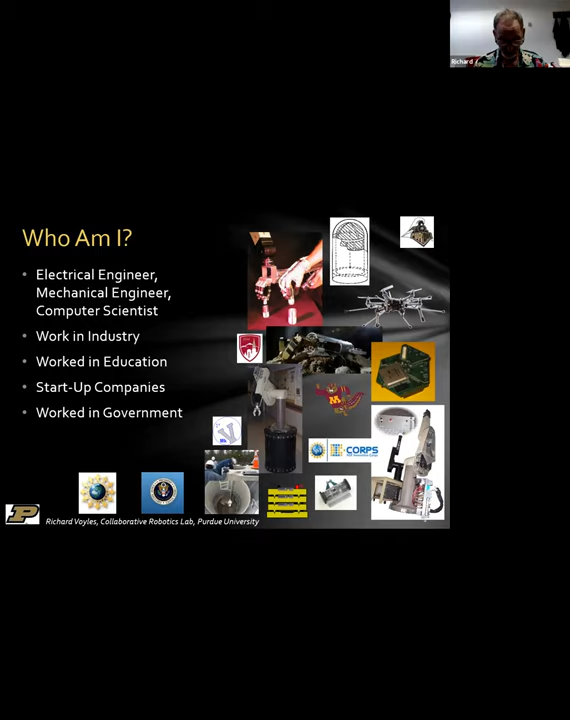 Richard
Who Am I?
• Electrical Engineer,
Mechanical Engineer,
Computer Scientist
• Work in Industry
• Worked in Education
• Start-Up Companies
• Worked in Government
M
CORPS
P
Richard Voyles, Collaborative Robotics Lab, Purdue University